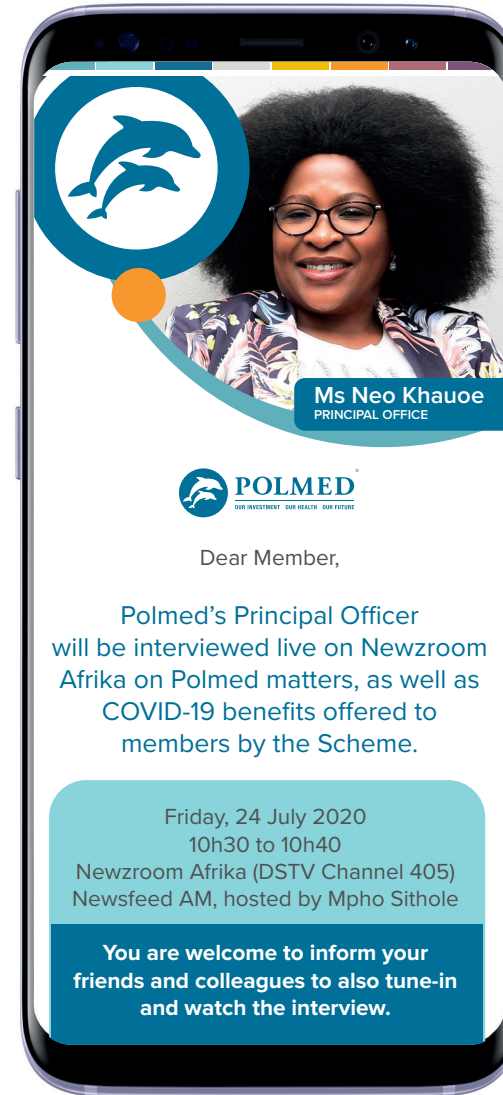 Ms Neo Khauoe
PRINCIPAL OFFICE
POLMED®
OUR INVESTMENT OUR HEALTH OUR FUTURE
Dear Member,
Polmed’s Principal Officer
will be interviewed live on Newzroom
Afrika on Polmed matters, as well as
COVID-19 benefits offered to
members by the Scheme.
Friday, 24 July 2020
10h30 to 10h40
Newzroom Afrika (DSTV Channel 405)
Newsfeed AM, hosted by Mpho Sithole
You are welcome to inform your
friends and colleagues to also tune-in
and watch the interview.